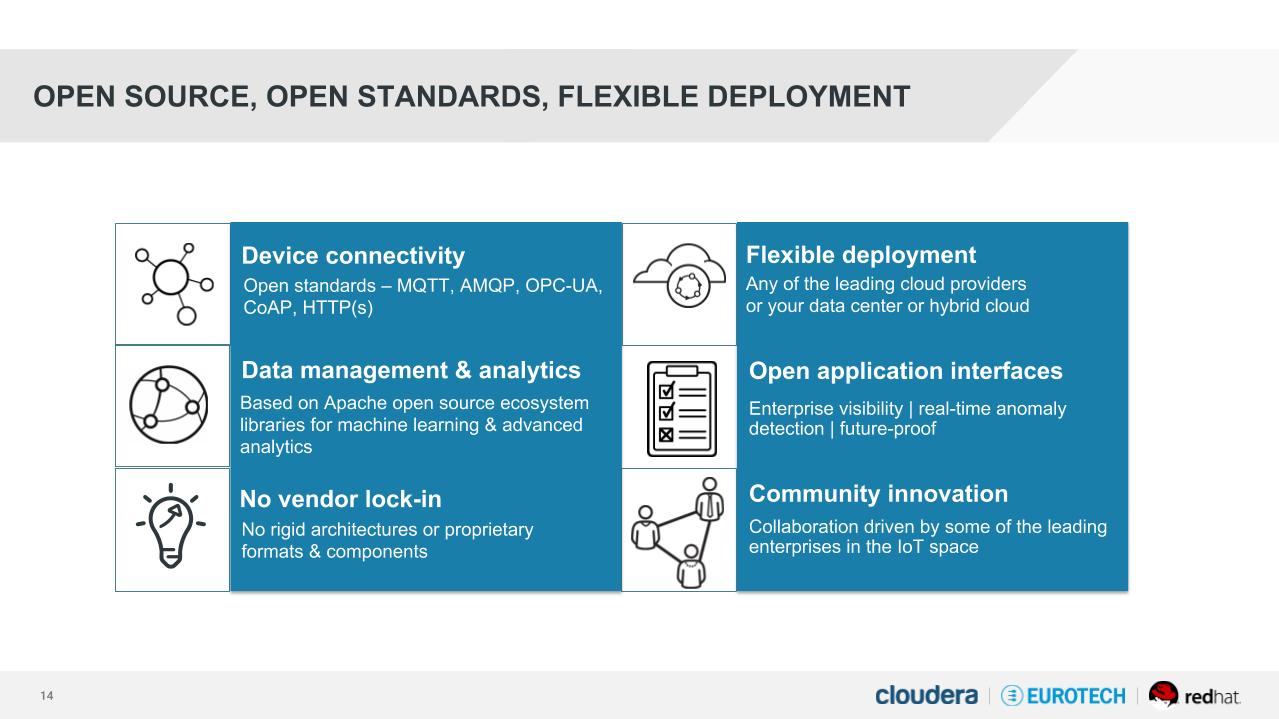 OPEN SOURCE, OPEN STANDARDS, FLEXIBLE DEPLOYMENT
Device connectivity
Open standards – MQTT, AMQP, OPC-UA,
CoAP, HTTP(s)
Flexible deployment
Any of the leading cloud providers
or your data center or hybrid cloud
Data management & analytics
Based on Apache open source ecosystem
libraries for machine learning & advanced
analytics
Open application interfaces
Enterprise visibility | real-time anomaly
detection | future-proof
No vendor lock-in
No rigid architectures or proprietary
formats & components
Community innovation
Collaboration driven by some of the leading
enterprises in the IoT space
14
cloudera | EUROTECH | redhat.